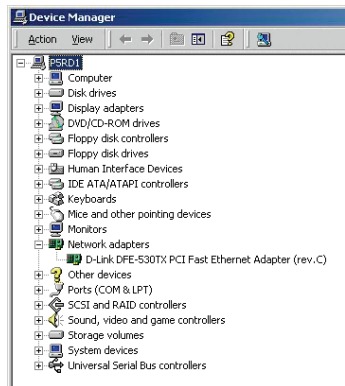 Device Manager
Action View
P5RD1
Computer
Disk drives
Display adapters
DVD/CD-ROM drives
Floppy disk controllers
Floppy disk drives
Human Interface Devices
IDE ATA/ATAPI controllers
Keyboards
Mice and other pointing devices
Monitors
Network adapters
D-Link DFE-530TX PCI Fast Ethernet Adapter (rev.C)
Other devices
Ports (COM & LPT)
SCSI and RAID controllers
Sound, video and game controllers
Storage volumes
System devices
Universal Serial Bus controllers